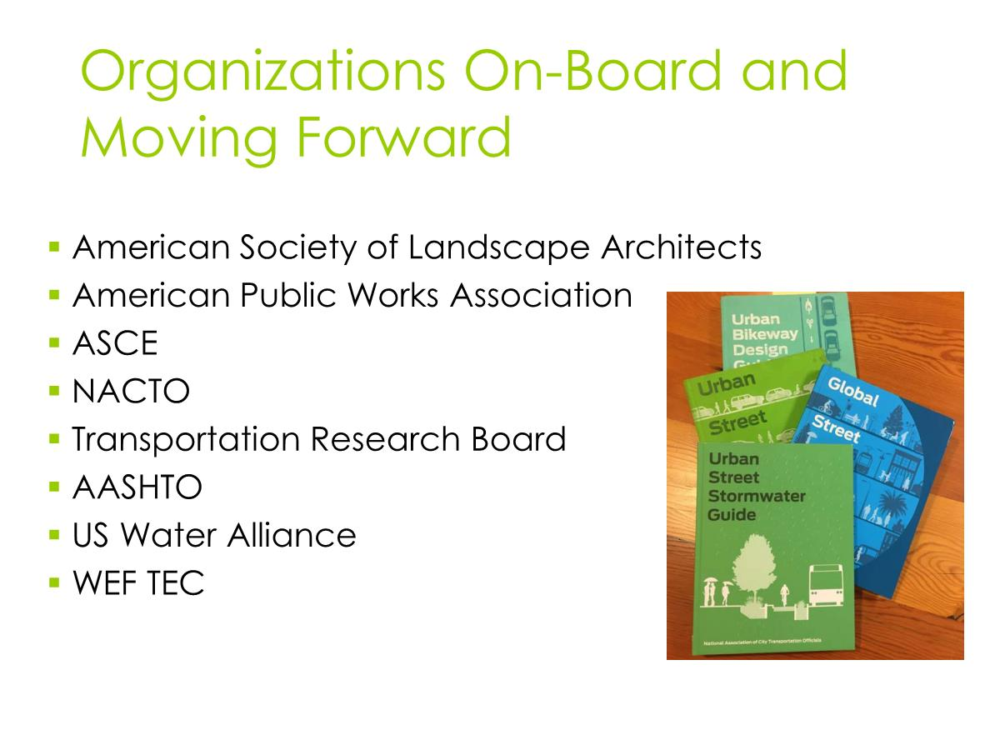 Organizations On-Board and
Moving Forward
American Society of Landscape Architects
American Public Works Association
ASCE
NACTO
Transportation Research Board
AASHTO
US Water Alliance
WEF TEC
Urban
Bikeway
Design
Urban
Street
Global
Street
Urban
Street
Stormwater
Guide
National Association of City Transportation Officials